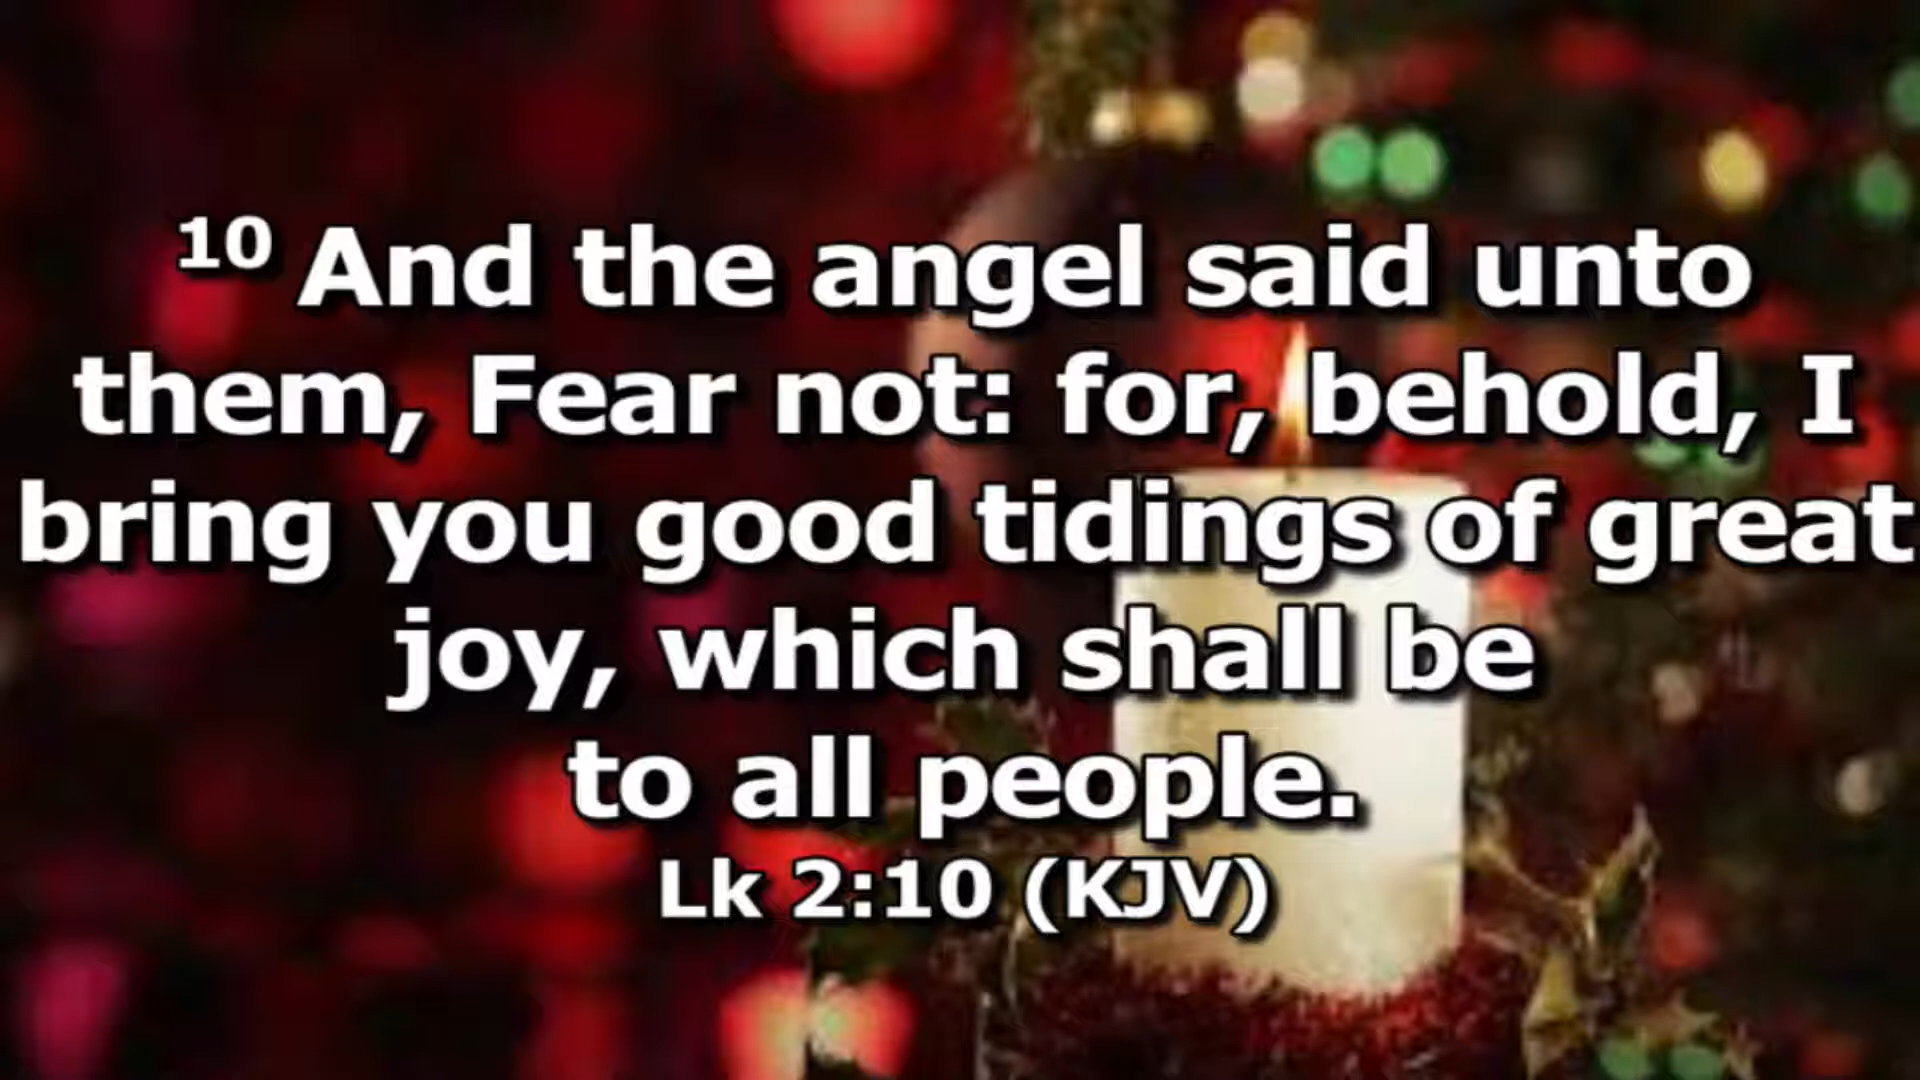 10 And the angel said unto
them, Fear not: for, behold, I
bring you good tidings of great
joy, which shall be
to all people.
Lk 2:10 (KJV)